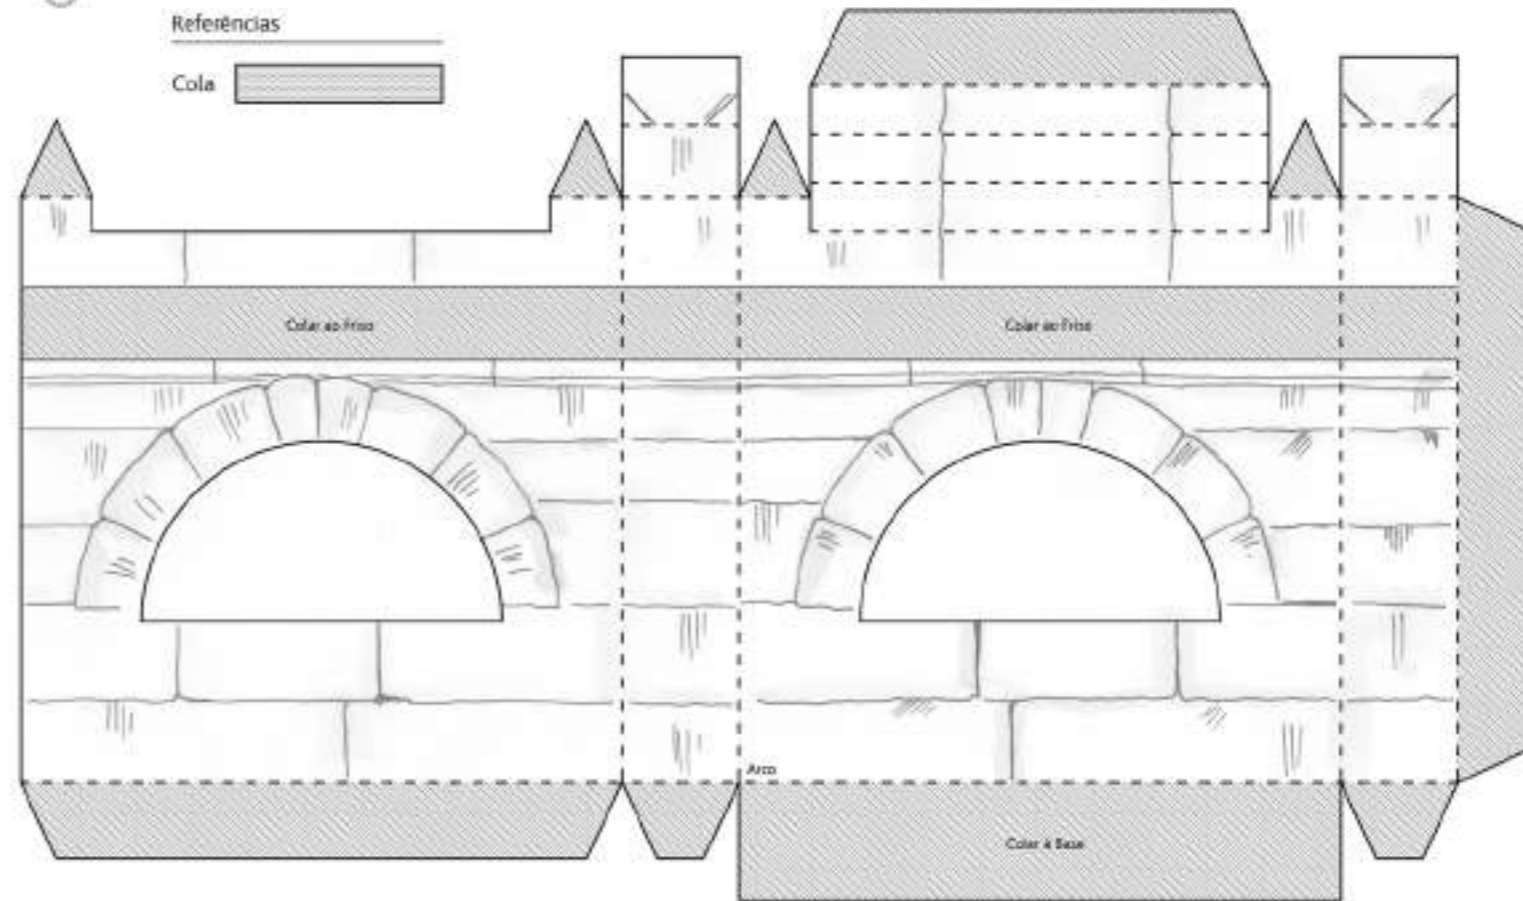 Referências
Cola
Colar ao Friso
Colar ao Friso
Arco
Colar à Base